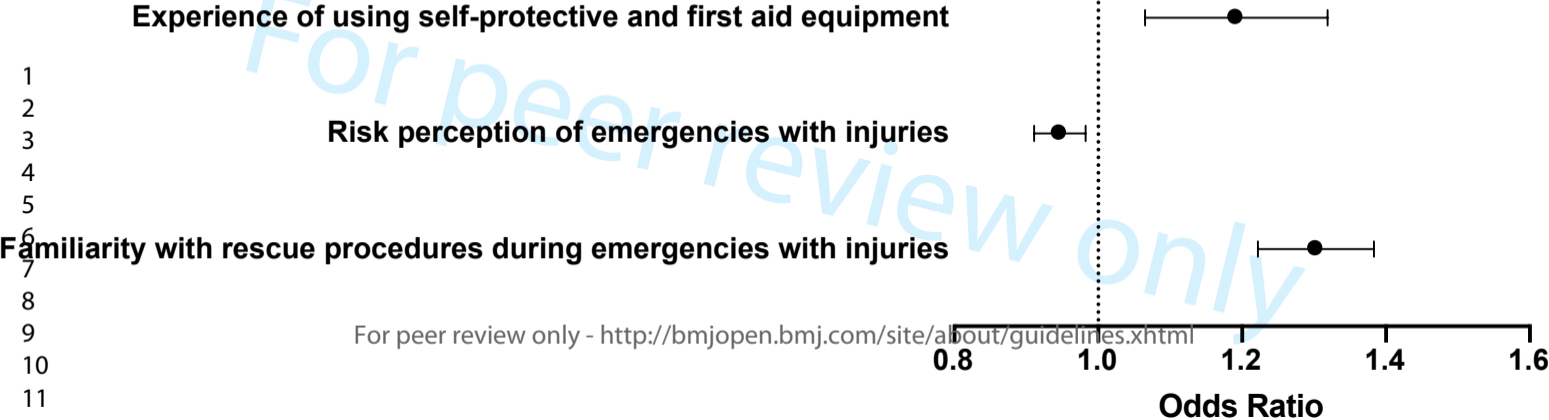 Experience of using self-protective and first aid equipment
1
2
Risk perception of emergencies with injuries
3
4
5
6
Familiarity with rescue procedures during emergencies with injuries
7
8
9
For peer review only - http://bmjopen.bmj.com/site/about/guidelines.xhtml
0.8 1.0 1.2 1.4 1.6
10
11
Odds Ratio
For peer review only